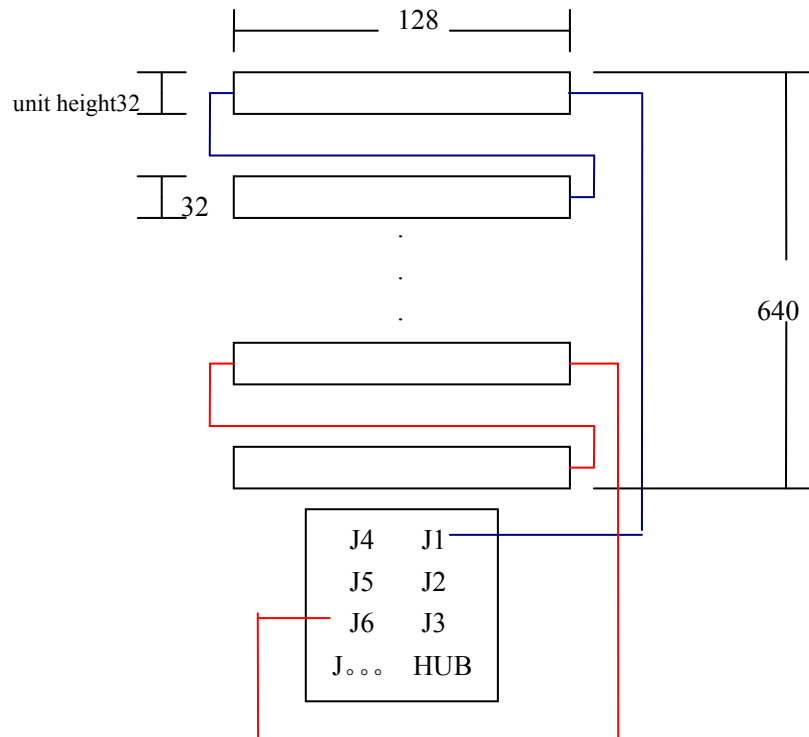 128
unit height32
32
.
.
.
640
J4 J1
J5 J2
J6 J3
J。。。 HUB